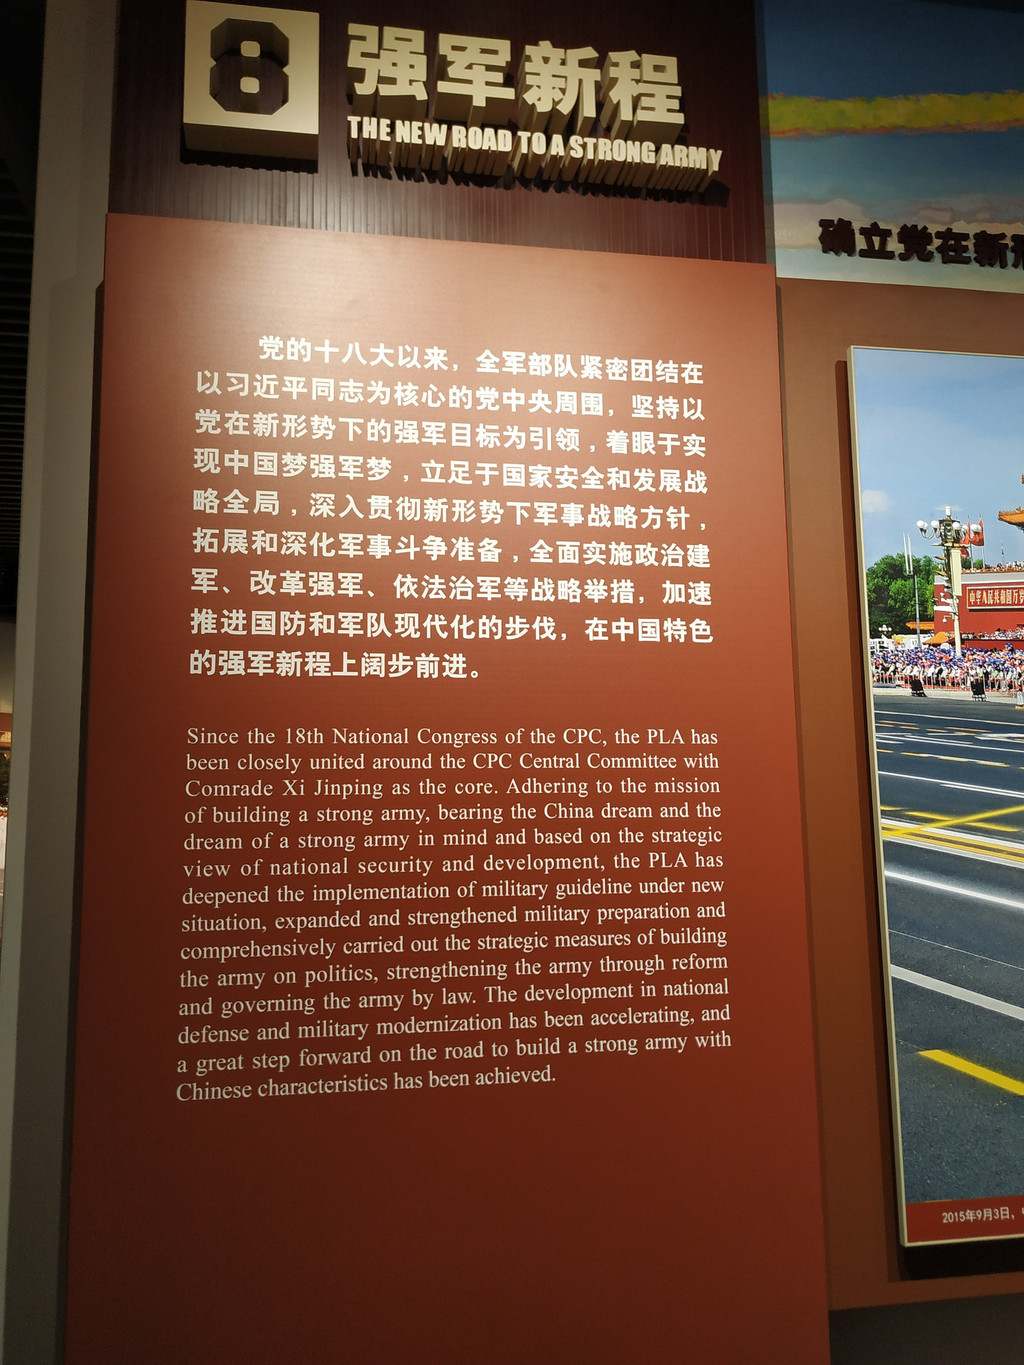 8
强军新程
THE NEW ROAD TO A STRONG ARMY
确立党在新形
党的十八大以来，全军部队紧密团结在
以习近平同志为核心的党中央周围，坚持以
党在新形势下的强军目标为引领，着眼于实
现中国梦强军梦，立足于国家安全和发展战
略全局，深入贯彻新形势下军事战略方针，
拓展和深化军事斗争准备，全面实施政治建
军、改革强军、依法治军等战略举措，加速
推进国防和军队现代化的步伐，在中国特色
的强军新程上阔步前进。
Since the 18th National Congress of the CPC, the PLA has
been closely united around the CPC Central Committee with
Comrade Xi Jinping as the core. Adhering to the mission
of building a strong army, bearing the China dream and the
dream of a strong army in mind and based on the strategic
view of national security and development, the PLA has
deepened the implementation of military guideline under new
situation, expanded and strengthened military preparation and
comprehensively carried out the strategic measures of building
the army on politics, strengthening the army through reform
and governing the army by law. The development in national
defense and military modernization has been accelerating, and
a great step forward on the road to build a strong army with
Chinese characteristics has been achieved.
中华人民共和国万岁
2015年9月3日，